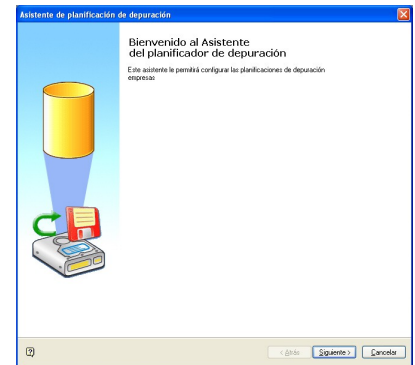 Asistente de planificación de depuración
Bienvenido al Asistente
del planificador de depuración
Este asistente le permitirá configurar las planificaciones de depuración
empresas
< Atrás
Siguiente >
Cancelar